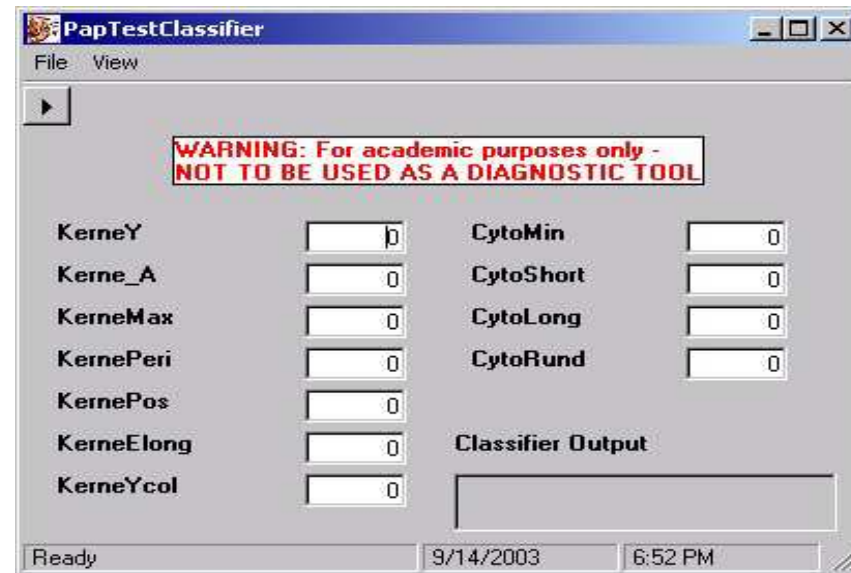 PapTestClassifier
File View
WARNING: For academic purposes only -
NOT TO BE USED AS A DIAGNOSTIC TOOL
KerneY 0 CytoMin 0
Kerne_A 0 CytoShort 0
KerneMax 0 CytoLong 0
KernePeri 0 CytoRund 0
KernePos 0
KerneElong 0 Classifier Output
KerneYcol 0
Ready 9/14/2003 6:52 PM